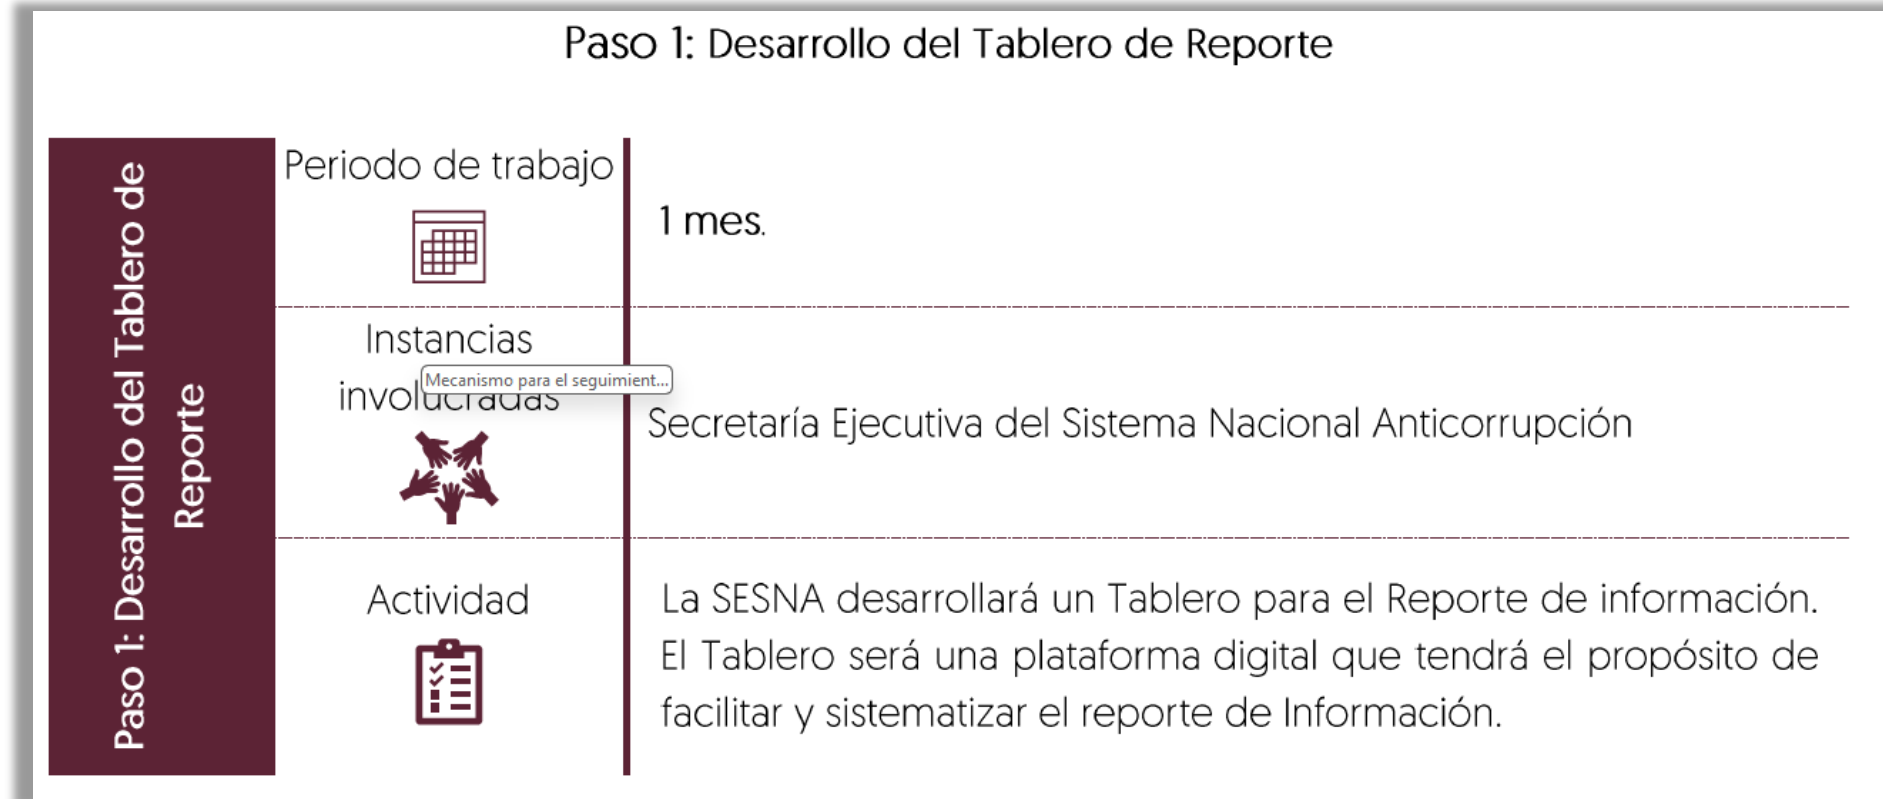 Paso 1: Desarrollo del Tablero de Reporte
Paso 1: Desarrollo del Tablero de
Reporte
Periodo de trabajo
1 mes.
Instancias
involucradas
Mecanismo para el seguimient...
Secretaría Ejecutiva del Sistema Nacional Anticorrupción
Actividad
La SESNA desarrollará un Tablero para el Reporte de información.
El Tablero será una plataforma digital que tendrá el propósito de
facilitar y sistematizar el reporte de Información.